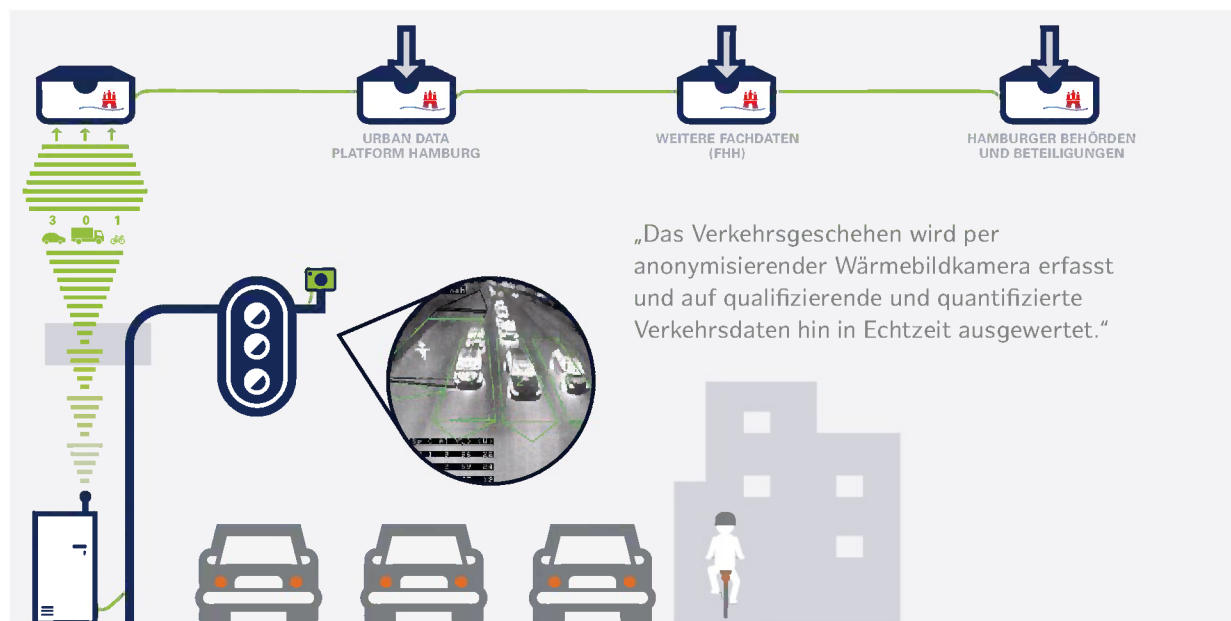 URBAN DATA
PLATFORM HAMBURG
WEITERE FACHDATEN
(FHH)
HAMBURGER BEHÖRDEN
UND BETEILIGUNGEN
3 0 1
„Das Verkehrsgeschehen wird per
anonymisierender Wärmebildkamera erfasst
und auf qualifizierende und quantifizierte
Verkehrsdaten hin in Echtzeit ausgewertet.“